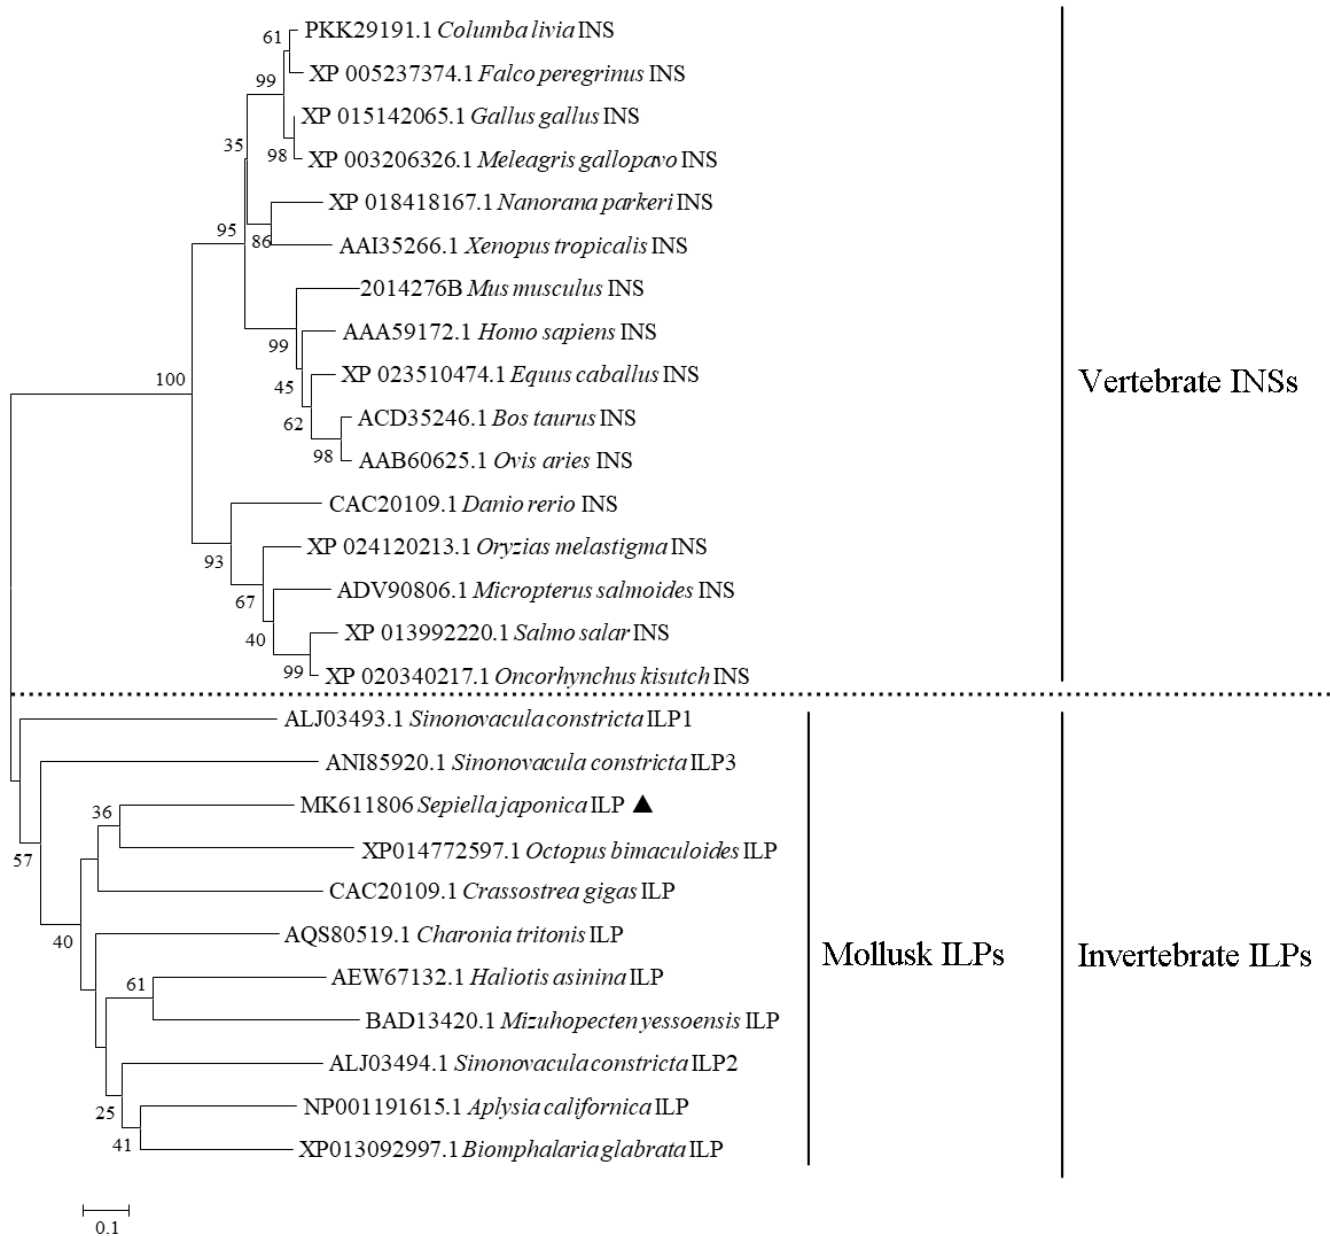 PKK29191.1 Columba livia INS
61
XP 005237374.1 Falco peregrinus INS
99
XP 015142065.1 Gallus gallus INS
35
98
XP 003206326.1 Meleagris gallopavo INS
XP 018418167.1 Nanorana parkeri INS
95
86
AAI35266.1 Xenopus tropicalis INS
2014276B Mus musculus INS
AAA59172.1 Homo sapiens INS
99
XP 023510474.1 Equus caballus INS
100
45
Vertebrate INSs
ACD35246.1 Bos taurus INS
62
98
AAB60625.1 Ovis aries INS
CAC20109.1 Danio rerio INS
XP 024120213.1 Oryzias melastigma INS
93
ADV90806.1 Micropterus salmoides INS
67
XP 013992220.1 Salmo salar INS
40
99
XP 020340217.1 Oncorhynchus kisutch INS
ALJ03493.1 Sinonovacula constricta ILP1
ANI85920.1 Sinonovacula constricta ILP3
36
MK611806 Sepiella japonica ILP ▲
XP014772597.1 Octopus bimaculoides ILP
57
CAC20109.1 Crassostrea gigas ILP
AQS80519.1 Charonia tritonis ILP
40
Mollusk ILPs
Invertebrate ILPs
AEW67132.1 Haliotis asinina ILP
61
BAD13420.1 Mizuhopecten yessoensis ILP
ALJ03494.1 Sinonovacula constricta ILP2
NP001191615.1 Aplysia californica ILP
25
41
XP013092997.1 Biomphalaria glabrata ILP
0.1